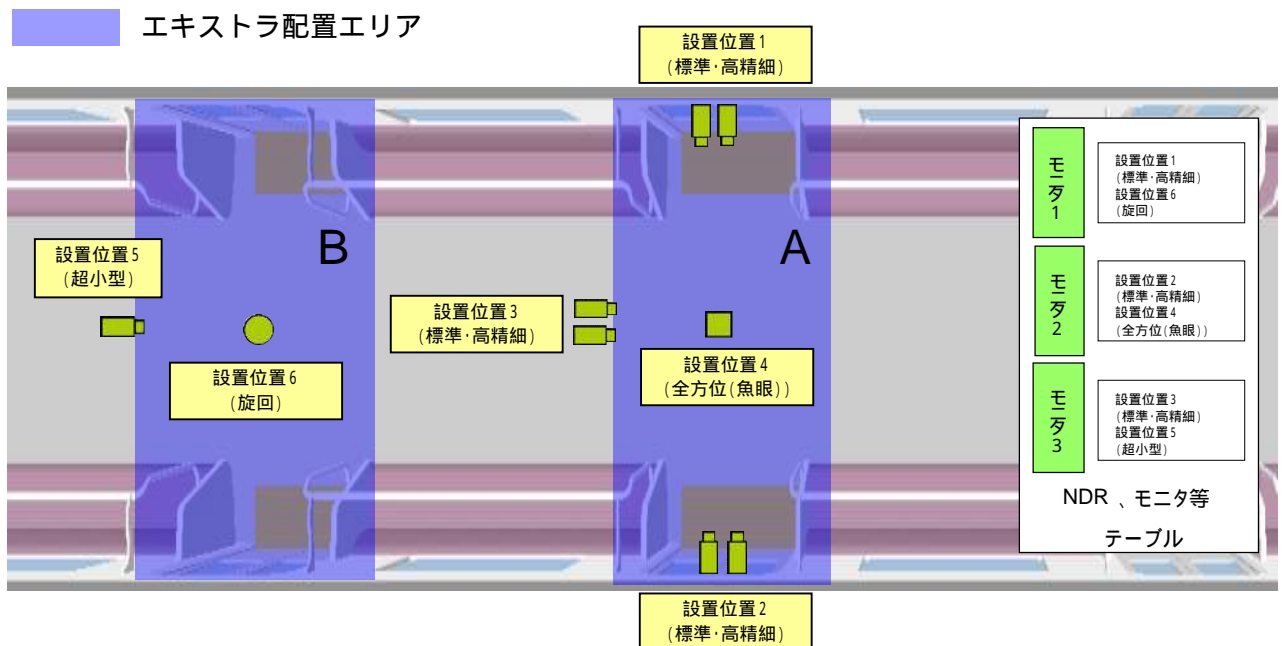 エキストラ配置エリア
設置位置1
(標準･高精細)
設置位置5
(超小型)
B
設置位置6
(旋回)
設置位置3
(標準･高精細)
A
設置位置4
(全方位(魚眼))
設置位置2
(標準･高精細)
モニタ1
設置位置1
(標準･高精細)
設置位置6
(旋回)
モニタ2
設置位置2
(標準･高精細)
設置位置4
(全方位(魚眼))
モニタ3
設置位置3
(標準･高精細)
設置位置5
(超小型)
NDR 、モニタ等
テーブル